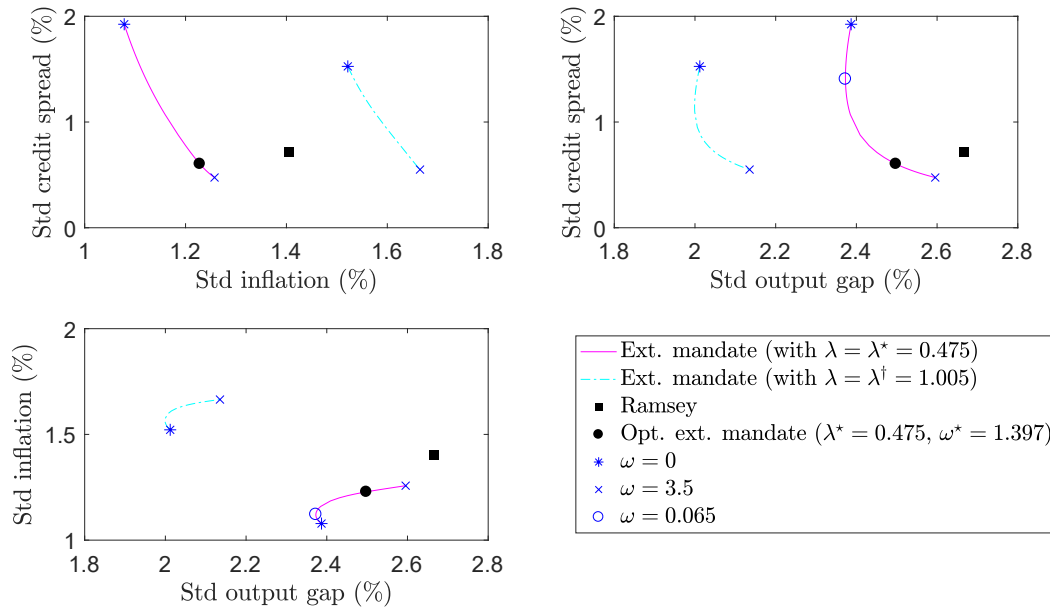 2
1
0
Std credit spread (%)
1
1.2
1.4
1.6
1.8
Std inflation (%)
2
1
0
Std credit spread (%)
1.8
2
2.2
2.4
2.6
2.8
Std output gap (%)
2
1.5
1
Std inflation (%)
1.8
2
2.2
2.4
2.6
2.8
Std output gap (%)
Ext. mandate (with λ = λ⋆ = 0.475)
Ext. mandate (with λ = λ† = 1.005)
Ramsey
Opt. ext. mandate (λ⋆ = 0.475, ω⋆ = 1.397)
ω = 0
ω = 3.5
ω = 0.065